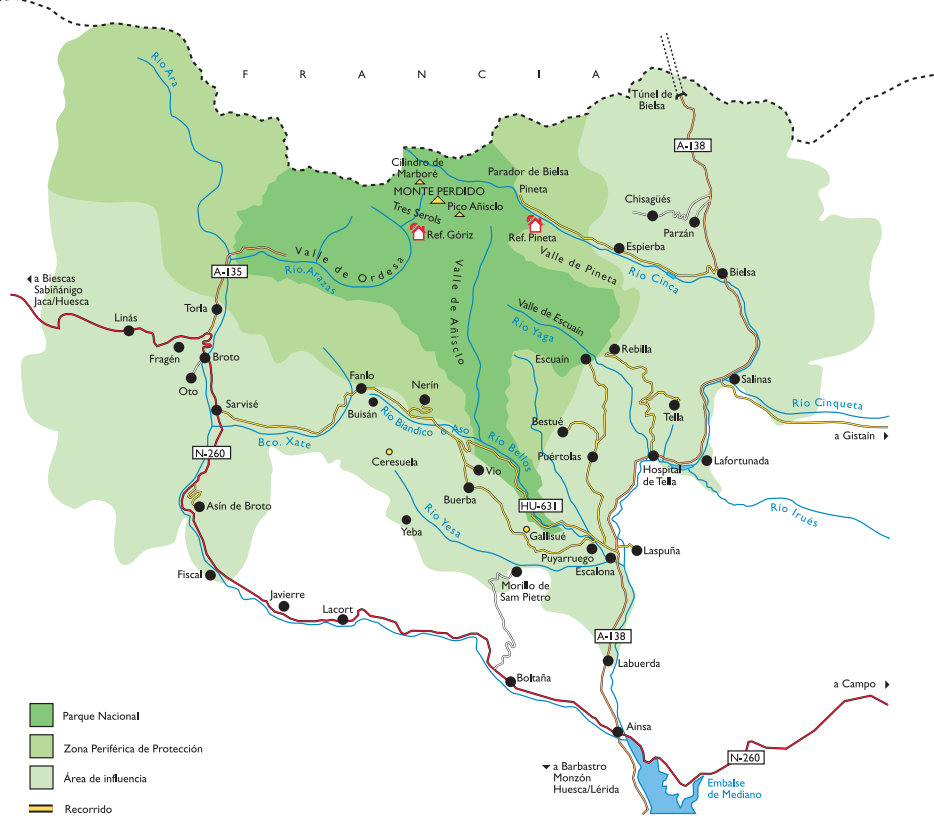 F R A N C I A
Río Ara
Túnel de
Bielsa
A-138
Cilindro de
Marboré
MONTE PERDIDO
Pico Añisclo
Tres Serols
Ref. Góriz
Parador de Bielsa
Pineta
Ref. Pineta
Chisagüés
Parzán
Espierba
Valle de Pineta
Río Cinca
Bielsa
Valle de Ordesa
Río Arazas
A-135
Valle de Añisclo
a Biescas
Sabiñánigo
Jaca/Huesca
Torla
Linás
Fragén
Broto
Oto
Valle de Escuaín
Río Yaga
Escuaín
Rebilla
Salinas
Río Cinqueta
a Gistaín
Fanlo
Nerín
Buisán
Sarvisé
Río Blandico o Aso
Bco. Xate
Tella
Bestué
Río Bellos
Ceresuela
Puértolas
N-260
Vio
Hospital
de Tella
Lafortunada
Buerba
Asín de Broto
HU-631
Río Irués
Río Yesa
Yeba
Gallisué
Laspuña
Puyarruego
Escalona
Fiscal
Morillo de
Sam Pietro
Javierre
Lacort
A-138
Labuerda
Boltaña
a Campo
Parque Nacional
Aínsa
Zona Periférica de Protección
N-260
a Barbastro
Monzón
Huesca/Lérida
Embalse
de Mediano
Área de influencia
Recorrido